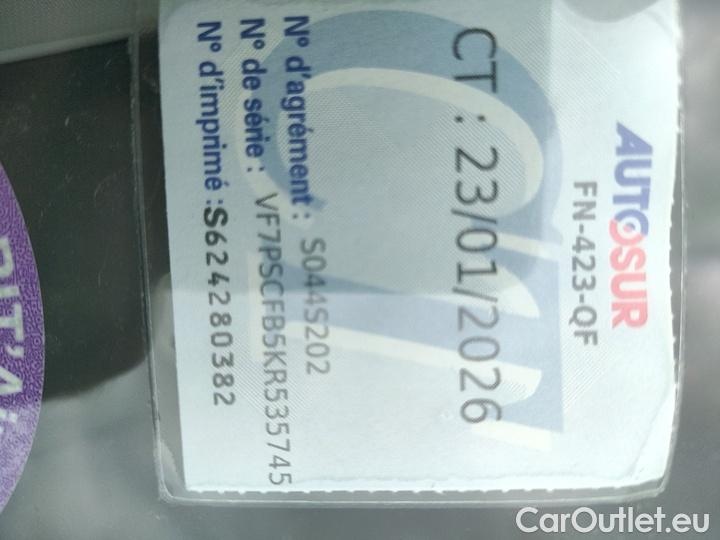 AUTOSUR
FN-423-QF
CT : 23/01/2026
N° d'agrément : S044S202
N° de série : VF7PSCFB5KR535745
N° d'imprimé : S624280382
CarOutlet.eu